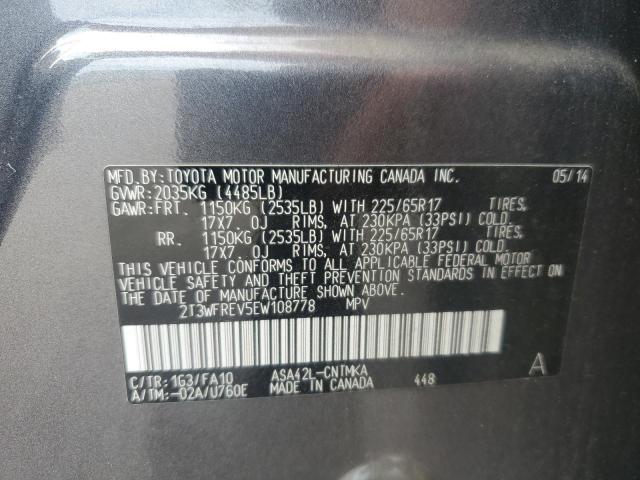 MFD.BY:TOYOTA MOTOR MANUFACTURING CANADA INC. 05/14
GVWR:2035KG (4485LB)
GAWR:FRT. 1150KG (2535LB) WITH 225/65R17 TIRES,
17X7.0J RIMS, AT 230KPA (33PSI) COLD.
RR. 1150KG (2535LB) WITH 225/65R17 TIRES,
17X7.0J RIMS, AT 230KPA (33PSI) COLD.
THIS VEHICLE CONFORMS TO ALL APPLICABLE FEDERAL MOTOR
VEHICLE SAFETY AND THEFT PREVENTION STANDARDS IN EFFECT ON
THE DATE OF MANUFACTURE SHOWN ABOVE.
2T3WFREV5EW108778 MPV
C/TR:1G3/FA10 ASA42L-CNTMKA 448 A
A/TM:-02A/U760E MADE IN CANADA